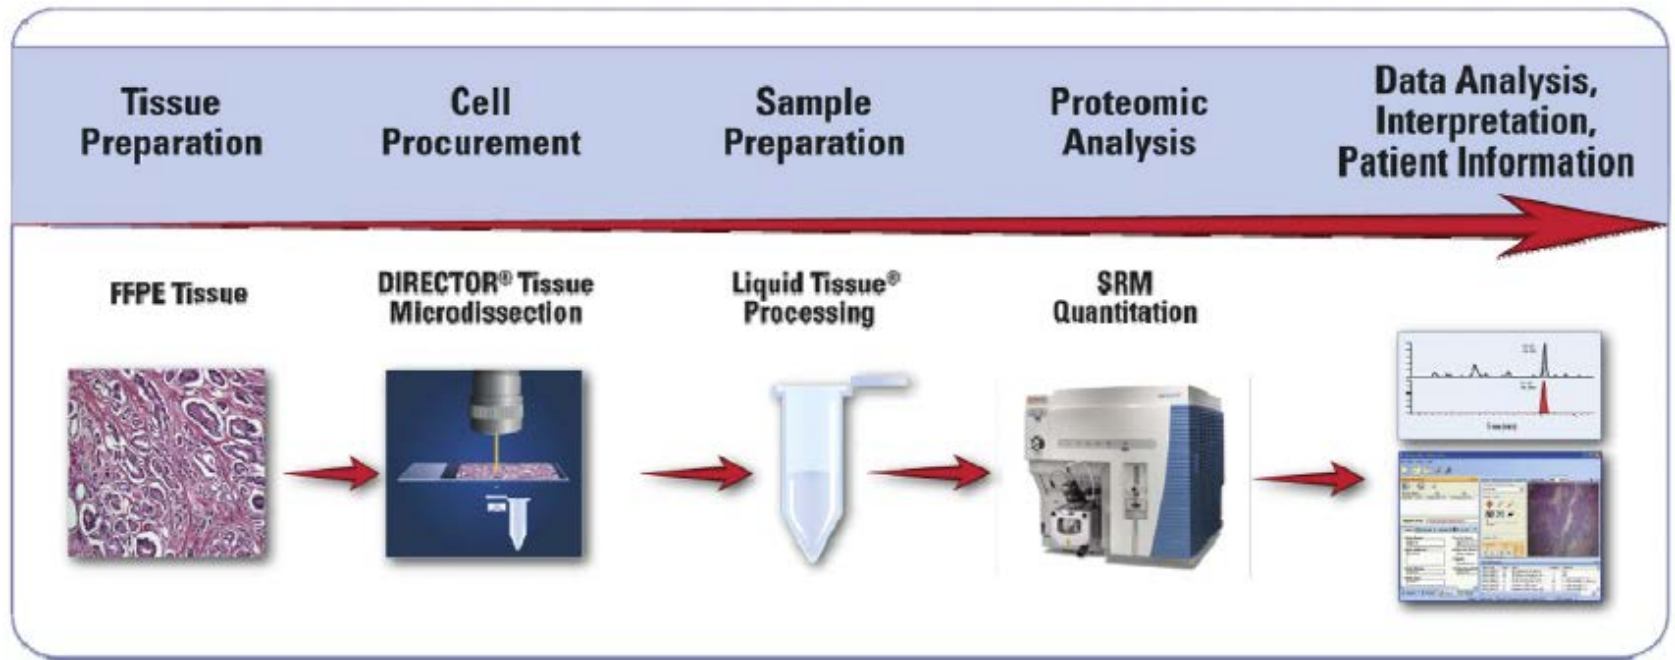 Tissue
Preparation
Cell
Procurement
Sample
Preparation
Proteomic
Analysis
Data Analysis,
Interpretation,
Patient Information
FFPE Tissue
DIRECTOR® Tissue
Microdissection
Liquid Tissue®
Processing
SRM
Quantitation